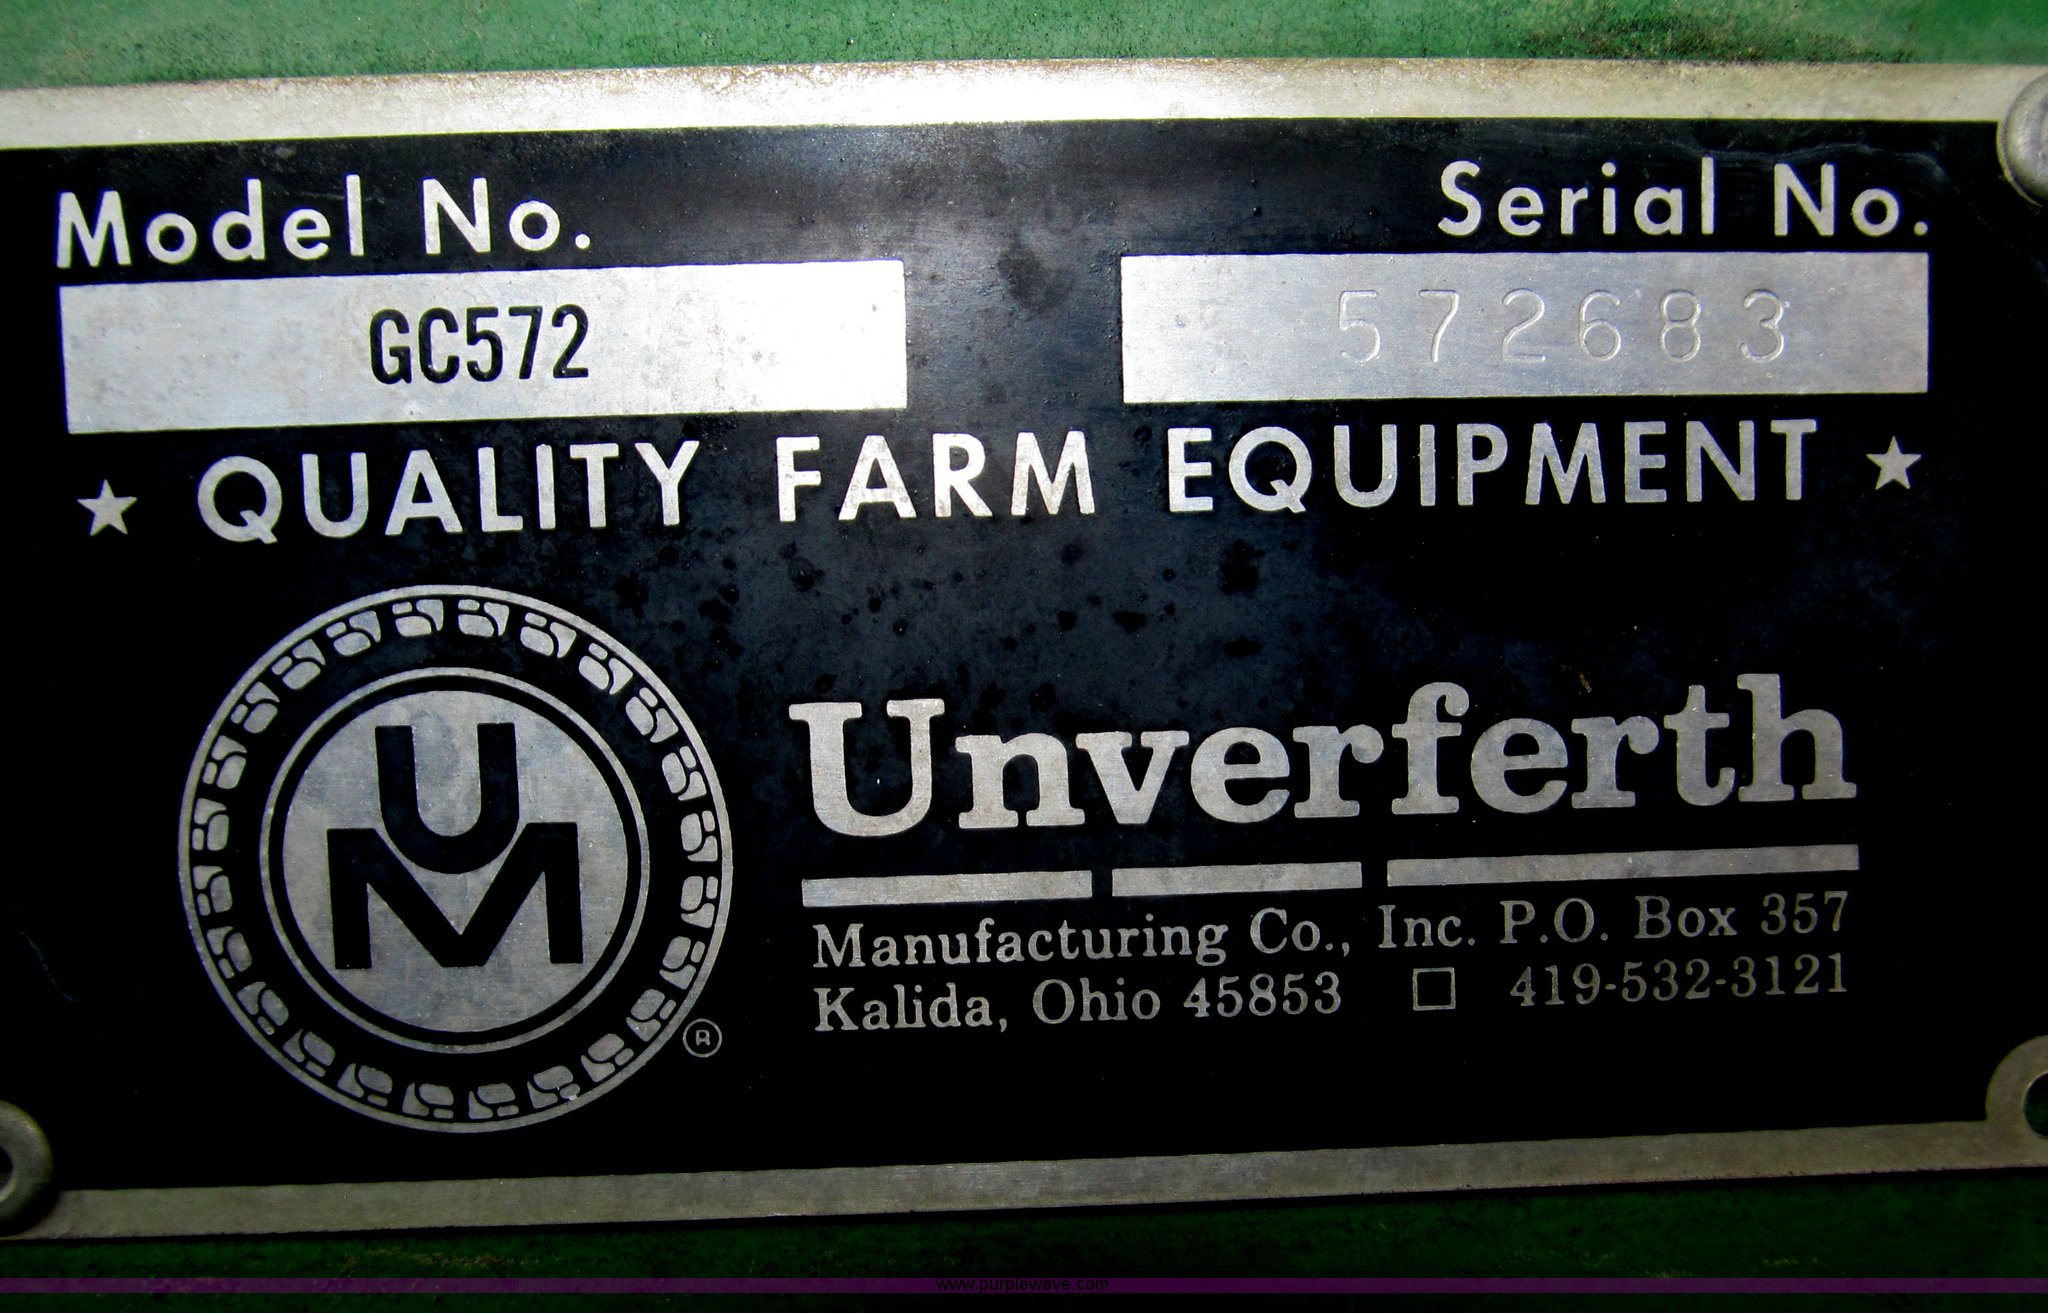 Model No. Serial No.
GC572 572683
★ QUALITY FARM EQUIPMENT ★
UM
®
Unverferth
Manufacturing Co., Inc. P.O. Box 357
Kalida, Ohio 45853 □ 419-532-3121
www.purplewave.com